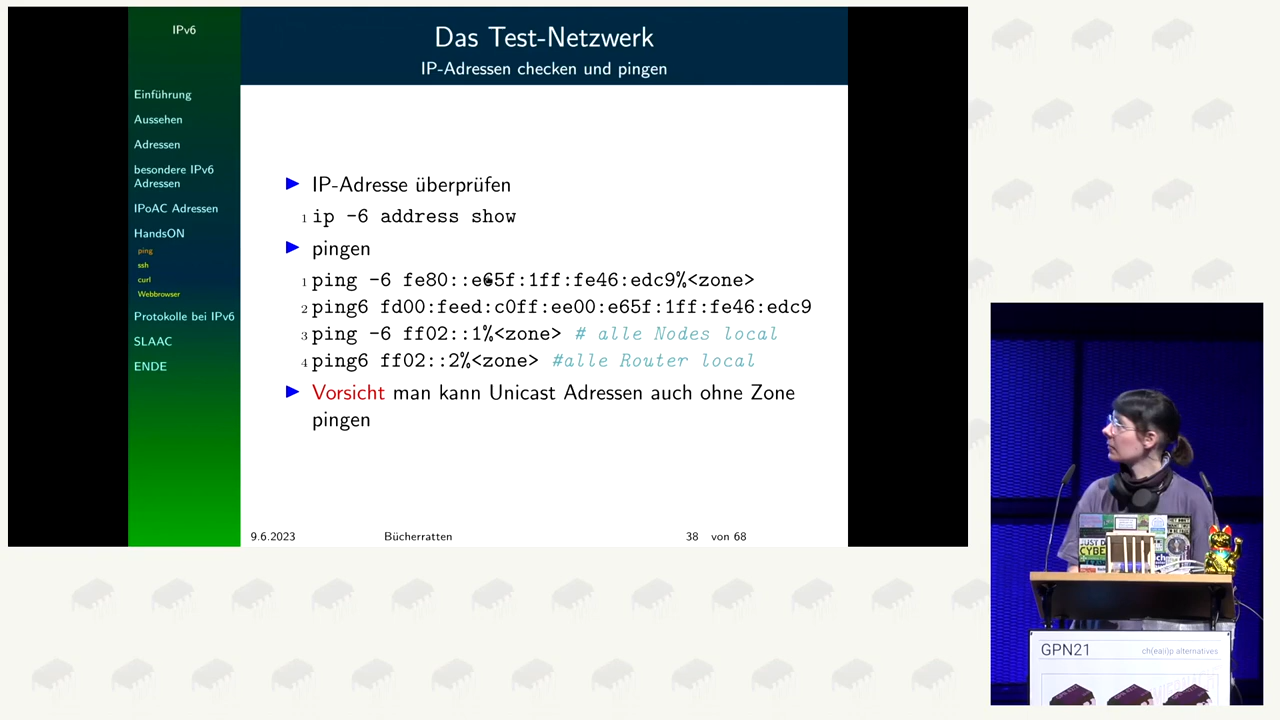 IPv6
Einführung
Aussehen
Adressen
besondere IPv6
Adressen
IPoAC Adressen
HandsON
ping
ssh
curl
Webbrowser
Protokolle bei IPv6
SLAAC
ENDE
Das Test-Netzwerk
IP-Adressen checken und pingen
▶ IP-Adresse überprüfen
1 ip -6 address show
▶ pingen
1 ping -6 fe80::e65f:1ff:fe46:edc9%<zone>
2 ping6 fd00:feed:c0ff:ee00:e65f:1ff:fe46:edc9
3 ping -6 ff02::1%<zone> # alle Nodes local
4 ping6 ff02::2%<zone> #alle Router local
▶ Vorsicht man kann Unicast Adressen auch ohne Zone
pingen
9.6.2023 Bücherratten 38 von 68
GPN21 ch(ea)i)p alternatives